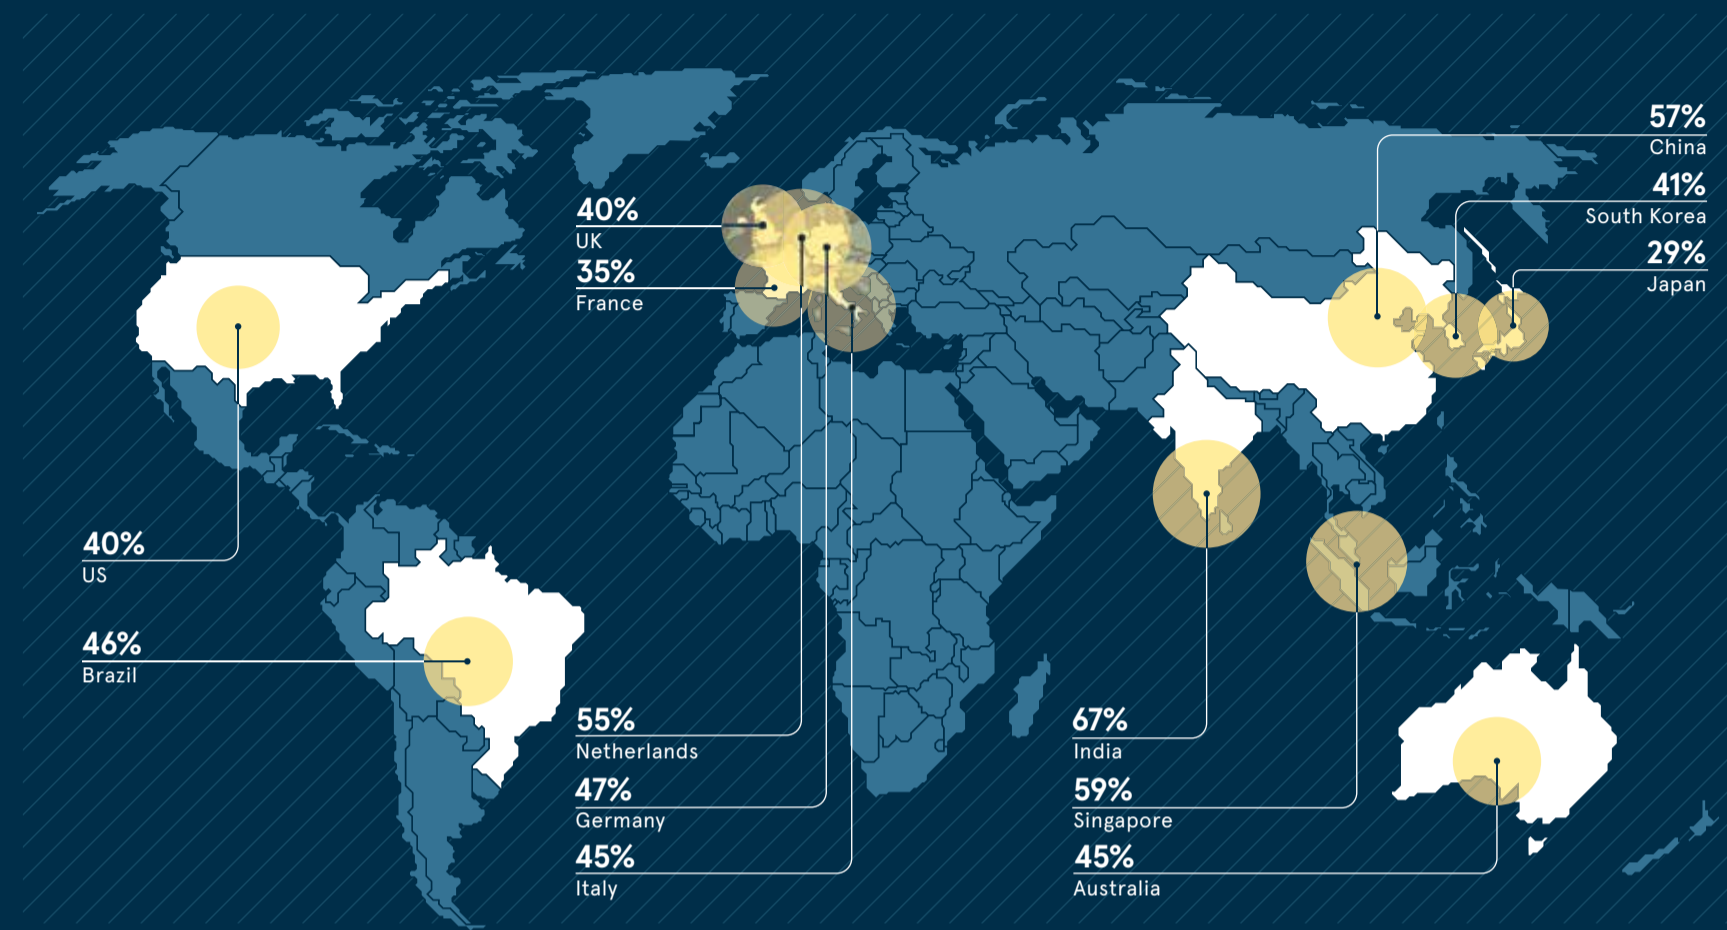 57%
China
41%
South Korea
29%
Japan
40%
UK
35%
France
40%
US
46%
Brazil
55%
Netherlands
47%
Germany
45%
Italy
67%
India
59%
Singapore
45%
Australia